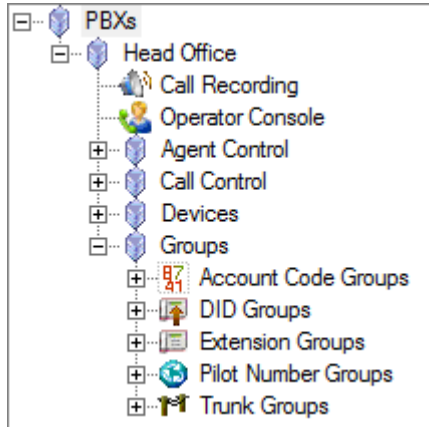 PBXs
Head Office
Call Recording
Operator Console
Agent Control
Call Control
Devices
Groups
Account Code Groups
DID Groups
Extension Groups
Pilot Number Groups
Trunk Groups